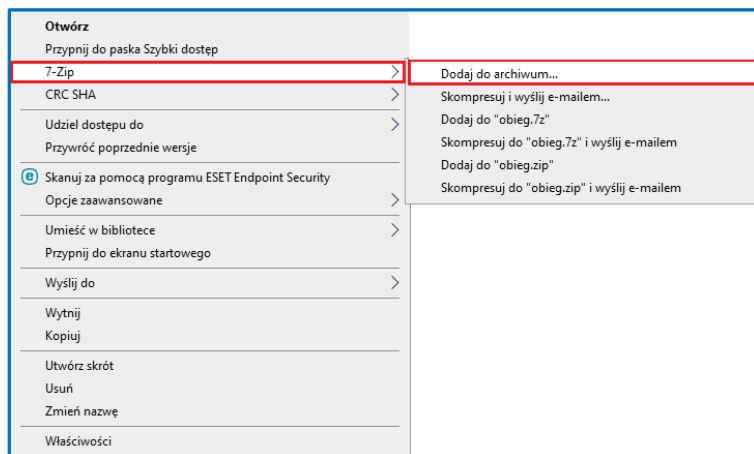 Otwórz
Przypnij do paska Szybki dostęp
7-Zip
CRC SHA
Udziel dostępu do
Przywróć poprzednie wersje
Skanuj za pomocą programu ESET Endpoint Security
Opcje zaawansowane
Umieść w bibliotece
Przypnij do ekranu startowego
Wyślij do
Wytnij
Kopiuj
Utwórz skrót
Usuń
Zmień nazwę
Właściwości
Dodaj do archiwum...
Skompresuj i wyślij e-mailem...
Dodaj do "obieg.7z"
Skompresuj do "obieg.7z" i wyślij e-mailem
Dodaj do "obieg.zip"
Skompresuj do "obieg.zip" i wyślij e-mailem